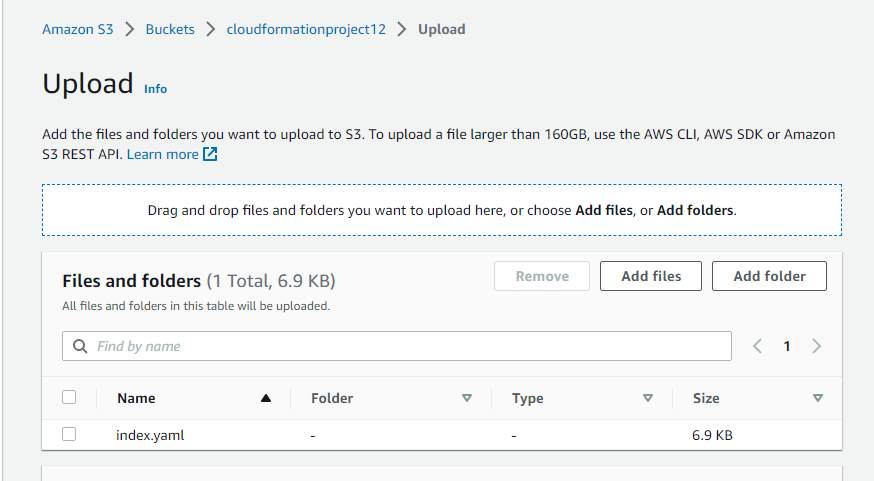 Amazon S3 > Buckets > cloudformationproject12 > Upload
Upload Info
Add the files and folders you want to upload to S3. To upload a file larger than 160GB, use the AWS CLI, AWS SDK or Amazon
S3 REST API. Learn more
Drag and drop files and folders you want to upload here, or choose Add files, or Add folders.
Files and folders (1 Total, 6.9 KB)
Remove
Add files
Add folder
All files and folders in this table will be uploaded.
Find by name
1
Name Folder Type Size
index.yaml - - 6.9 KB